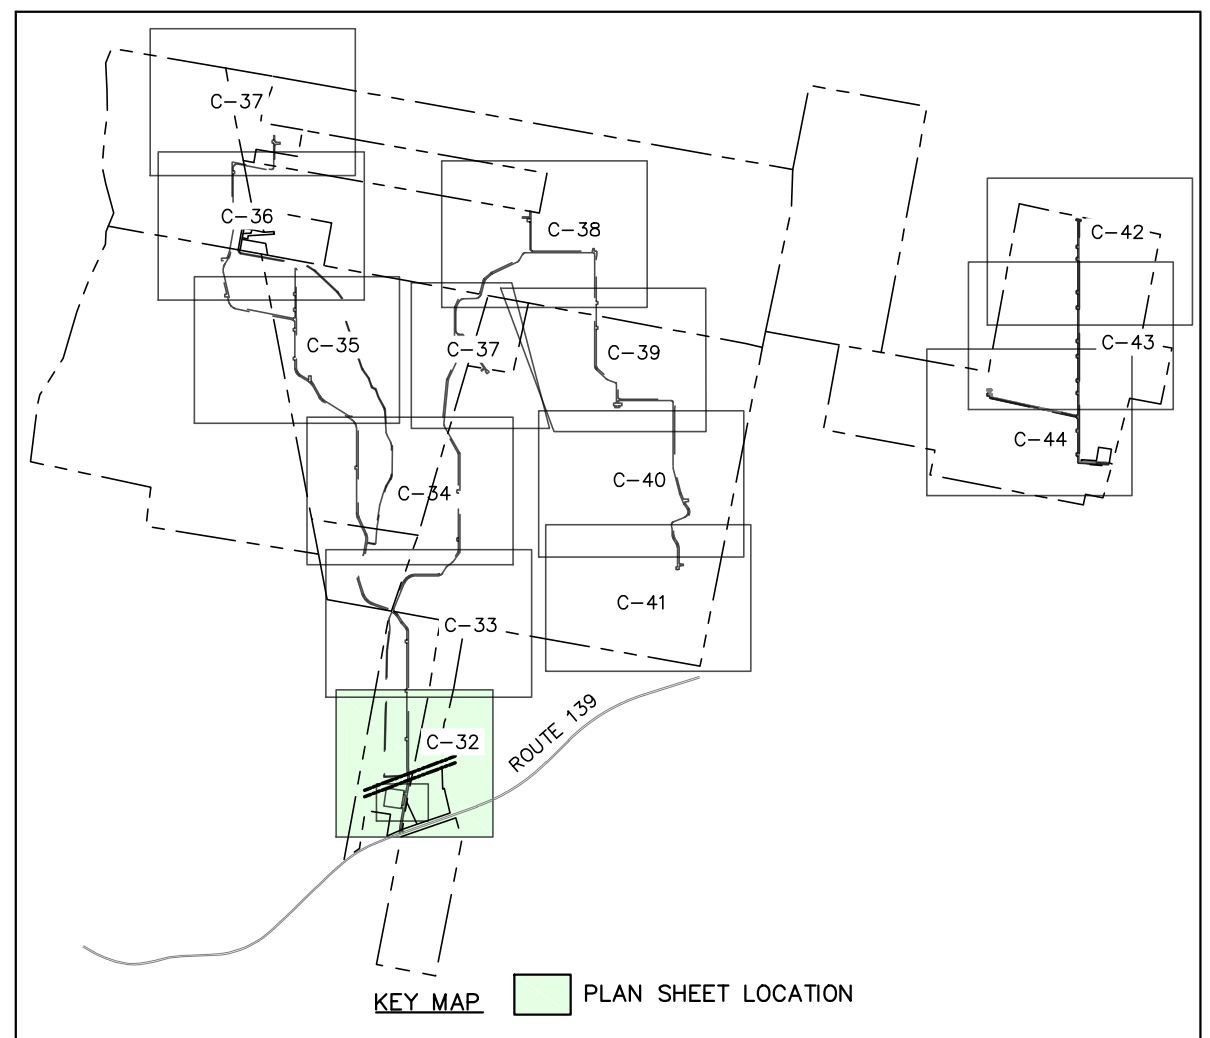 C-37
C-36
C-38
C-42
C-35
C-37
C-39
C-43
C-44
C-34
C-40
C-33
C-41
C-32
ROUTE 139
KEY MAP
PLAN SHEET LOCATION